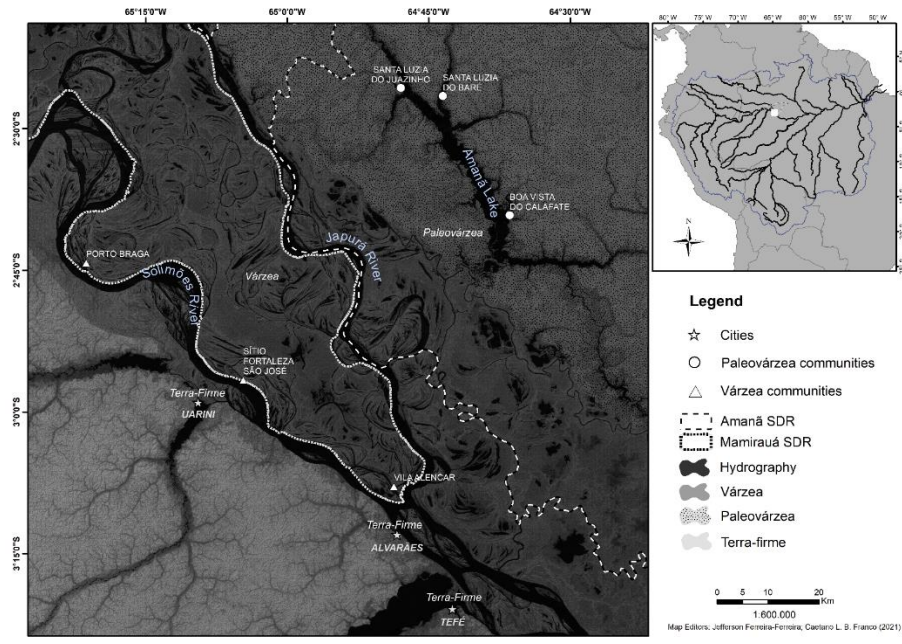 65°15'0"W
65°0'0"W
64°45'0"W
64°30'0"W
80°W
75°W
70°W
65°W
60°W
55°W
50°W
SANTA LUZIA
DO JUAZINHO
SANTA LUZIA
DO BARÉ
2°30'0"S
Amanã Lake
BOA VISTA
DO CALAFATE
Paleovárzea
Japurá River
PORTO BRAGA
Várzea
2°45'0"S
Solimões River
N
SÍTIO
FORTALEZA
SÃO JOSÉ
Terra-Firme
UARINI
3°0'0"S
VILA ALENCAR
Terra-Firme
ALVARÃES
3°15'0"S
Terra-Firme
TEFÉ
Legend
Cities
Paleovárzea communities
Várzea communities
Amanã SDR
Mamirauá SDR
Hydrography
Várzea
Paleovárzea
Terra-firme
0 5 10 20
Km
1:600.000
Map Editors: Jefferson Ferreira-Ferreira; Caetano L. B. Franco (2021)